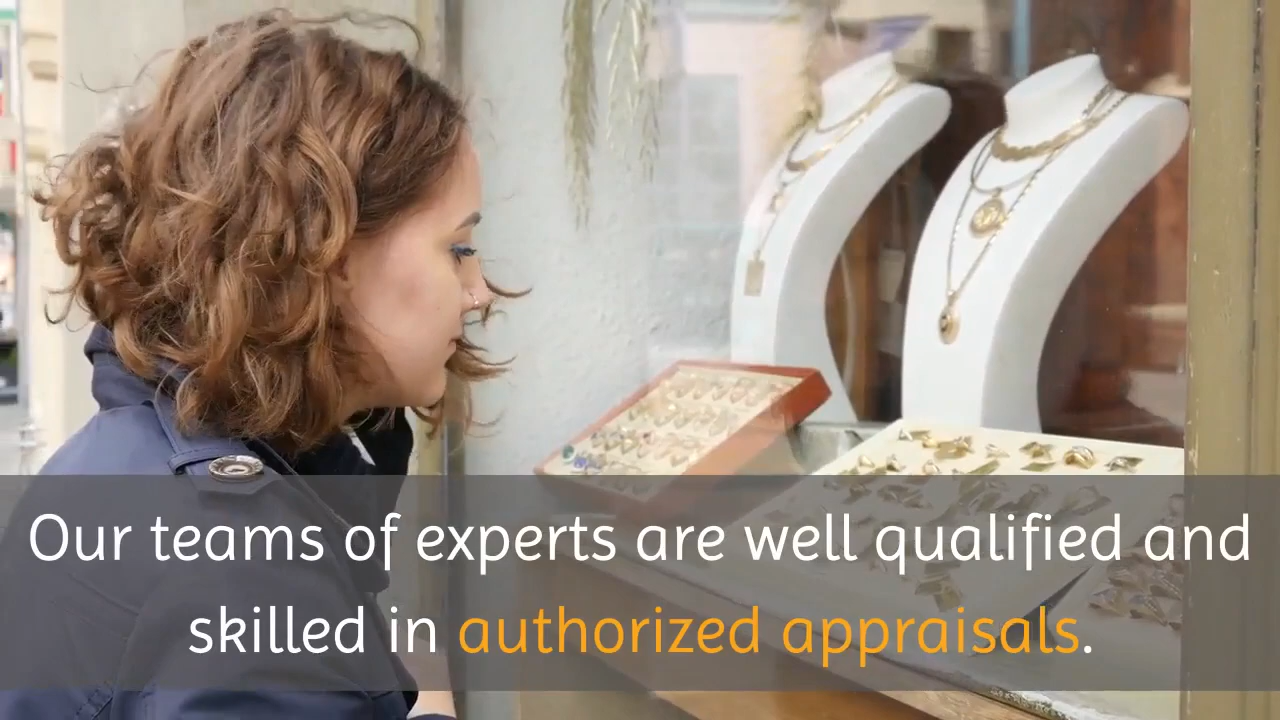 Our teams of experts are well qualified and
skilled in authorized appraisals.